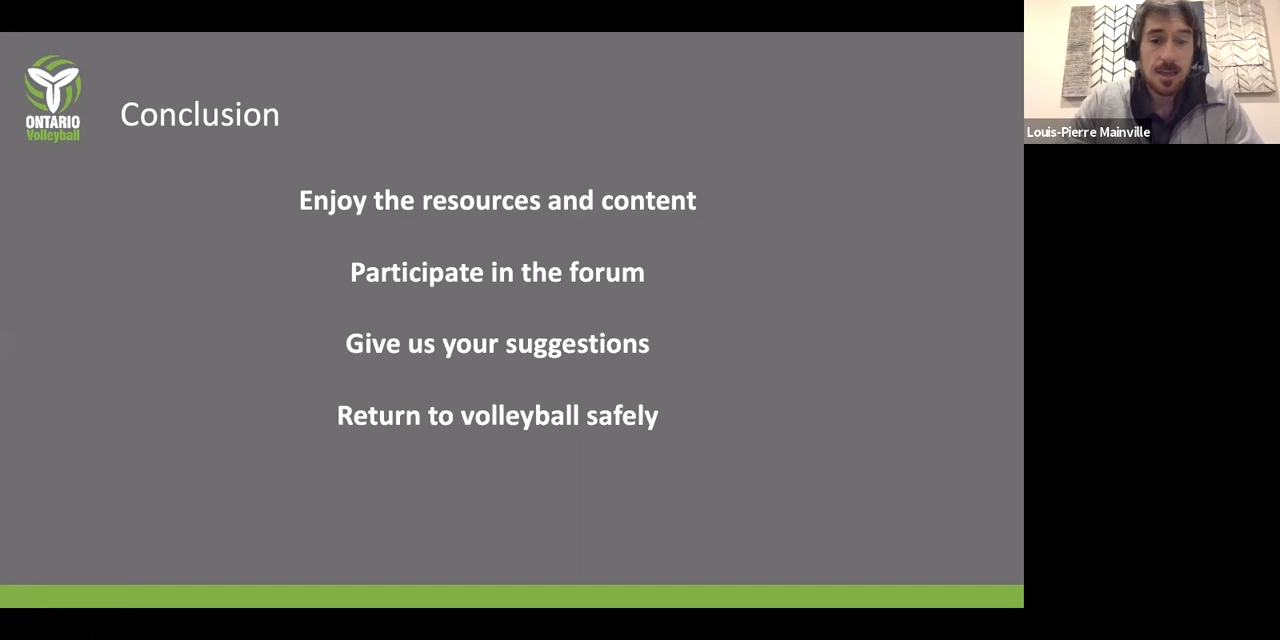 ONTARIO
Volleyball
Conclusion
Enjoy the resources and content
Participate in the forum
Give us your suggestions
Return to volleyball safely
Louis-Pierre Mainville